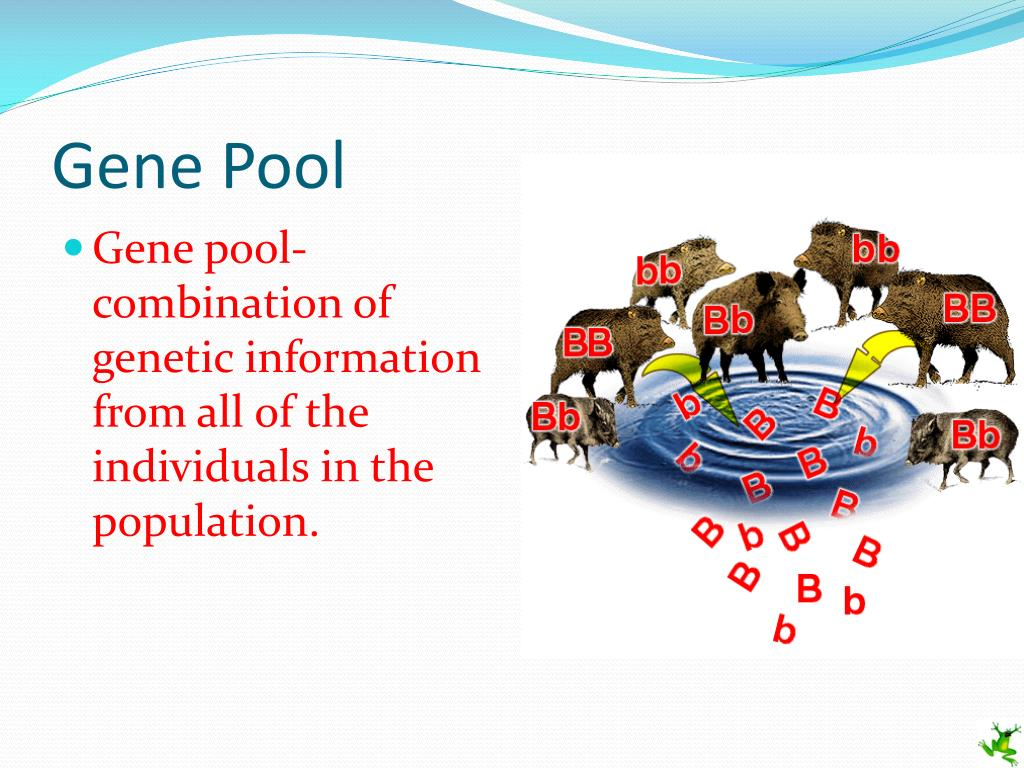 Gene Pool
Gene pool-
combination of
genetic information
from all of the
individuals in the
population.
bb
bb
BB
Bb
BB
Bb
Bb
b
B
B
b
b
B
B
B
B
b
B
B
B
B
b
b